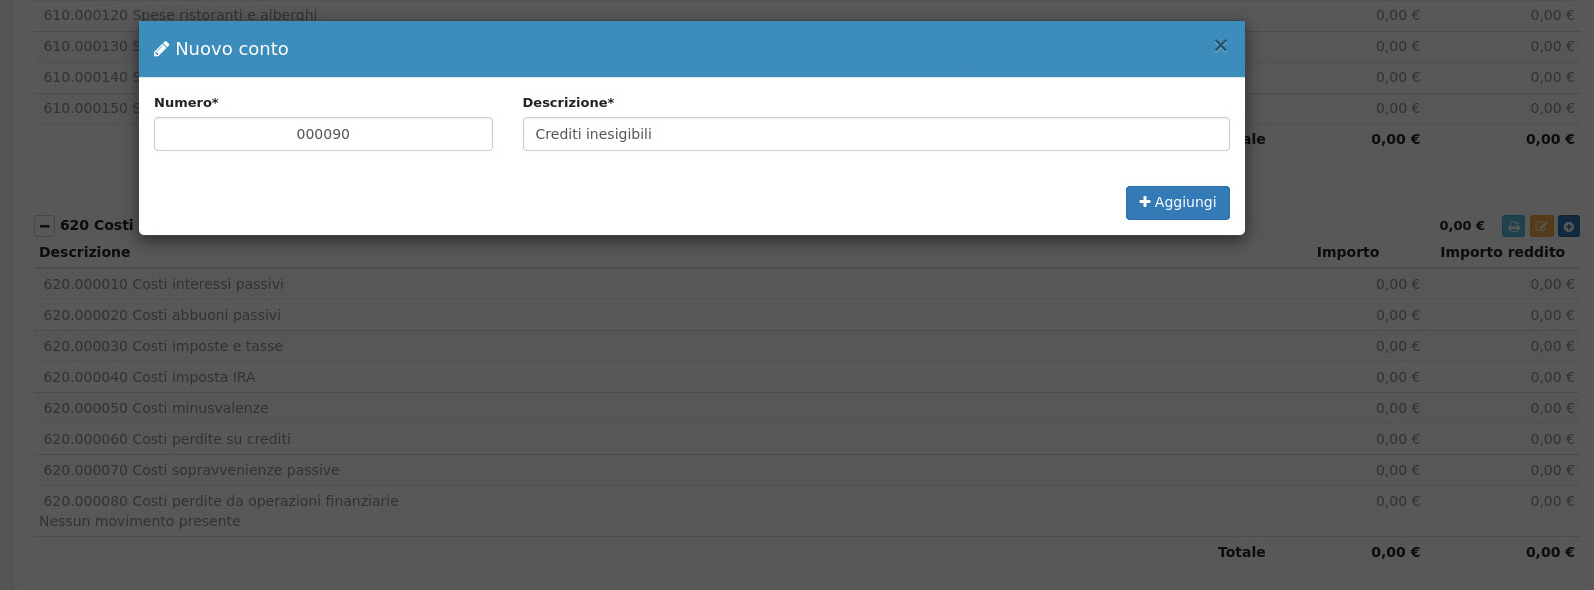 610.000120 Spese ristoranti e alberghi 0,00 € 0,00 €
Nuovo conto ×
610.000130 S 0,00 € 0,00 €
610.000140 S 0,00 € 0,00 €
Numero* Descrizione*
610.000150 S 0,00 € 0,00 €
000090 Crediti inesigibili
ale 0,00 € 0,00 €
Aggiungi
620 Costi 0,00 €
Descrizione Importo Importo reddito
620.000010 Costi interessi passivi 0,00 € 0,00 €
620.000020 Costi abbuoni passivi 0,00 € 0,00 €
620.000030 Costi imposte e tasse 0,00 € 0,00 €
620.000040 Costi imposta IRA 0,00 € 0,00 €
620.000050 Costi minusvalenze 0,00 € 0,00 €
620.000060 Costi perdite su crediti 0,00 € 0,00 €
620.000070 Costi sopravvenienze passive 0,00 € 0,00 €
620.000080 Costi perdite da operazioni finanziarie 0,00 € 0,00 €
Nessun movimento presente
Totale 0,00 € 0,00 €